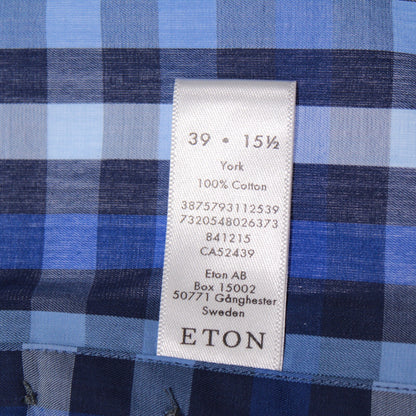 39 • 15½
York
100% Cotton
3875793112539
7320548026373
841215
CA52439
Eton AB
Box 15002
50771 Gånghester
Sweden
ETON